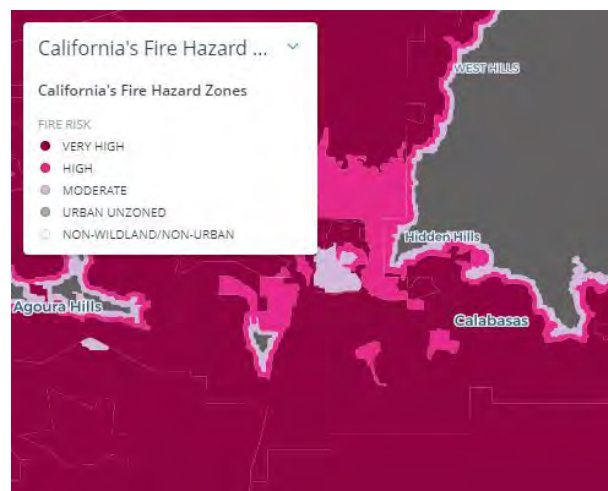 California's Fire Hazard ...
California's Fire Hazard Zones
FIRE RISK
VERY HIGH
HIGH
MODERATE
URBAN UNZONED
NON-WILDLAND/NON-URBAN
WEST HILLS
Hidden Hills
Agoura Hills
Calabasas